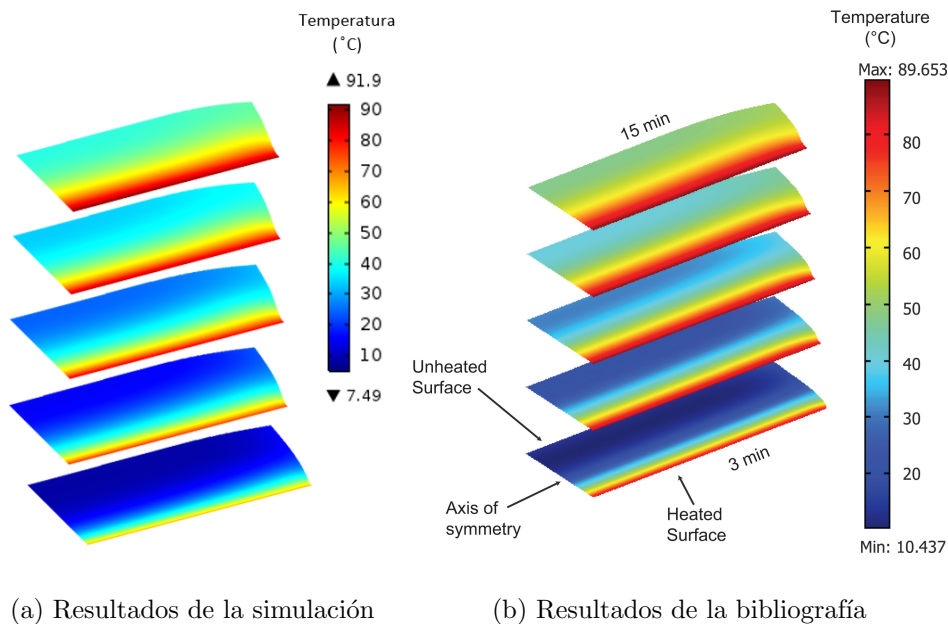 Temperatura
(°C)
▲ 91.9
90
80
70
60
50
40
30
20
10
▼ 7.49
Temperature
(°C)
Max: 89.653
80
70
60
50
40
30
20
Min: 10.437
15 min
Unheated
Surface
3 min
Axis of
symmetry
Heated
Surface
(a) Resultados de la simulación
(b) Resultados de la bibliografía